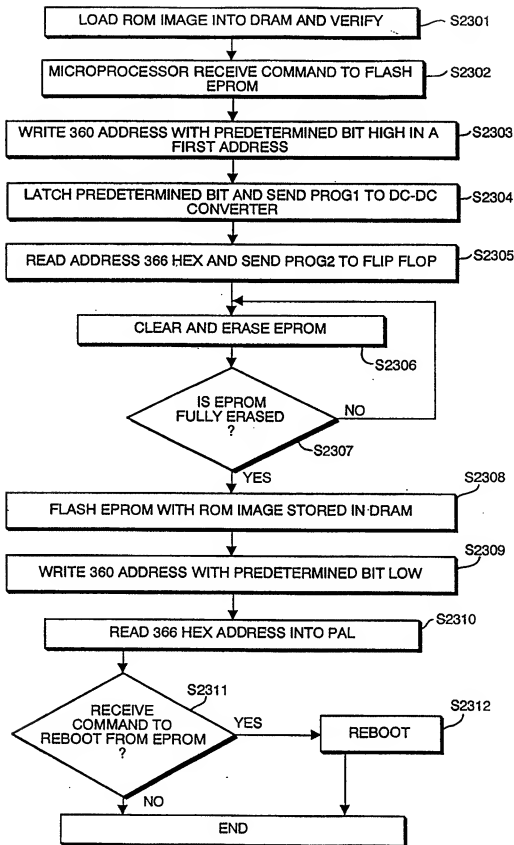 LOAD ROM IMAGE INTO DRAM AND VERIFY
S2301
MICROPROCESSOR RECEIVE COMMAND TO FLASH
EPROM
S2302
WRITE 360 ADDRESS WITH PREDETERMINED BIT HIGH IN A
FIRST ADDRESS
S2303
LATCH PREDETERMINED BIT AND SEND PROG1 TO DC-DC
CONVERTER
S2304
READ ADDRESS 366 HEX AND SEND PROG2 TO FLIP FLOP
S2305
CLEAR AND ERASE EPROM
S2306
IS EPROM
FULLY ERASED
?
NO
S2307
YES
FLASH EPROM WITH ROM IMAGE STORED IN DRAM
S2308
WRITE 360 ADDRESS WITH PREDETERMINED BIT LOW
S2309
READ 366 HEX ADDRESS INTO PAL
S2310
RECEIVE
COMMAND TO
REBOOT FROM EPROM
?
S2311
YES
REBOOT
S2312
NO
END